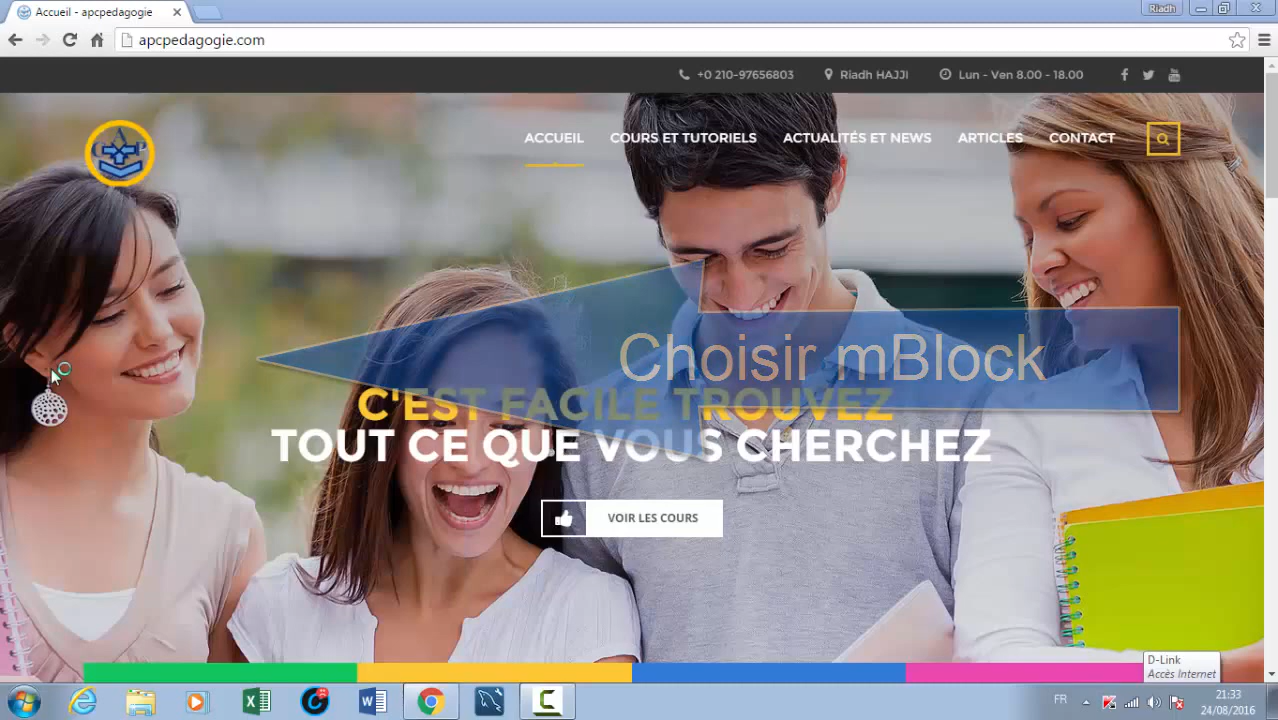 Accueil - apcpedagogie
Riadh
apcpedagogie.com
+0 210-97656803
Riadh HAJJI
Lun - Ven 8.00 - 18.00
ACCUEIL
COURS ET TUTORIELS
ACTUALITÉS ET NEWS
ARTICLES
CONTACT
Choisir mBlock
C'EST FACILE TROUVEZ
TOUT CE QUE VOUS CHERCHEZ
VOIR LES COURS
D-Link
Accès Internet
FR
21:33
24/08/2016